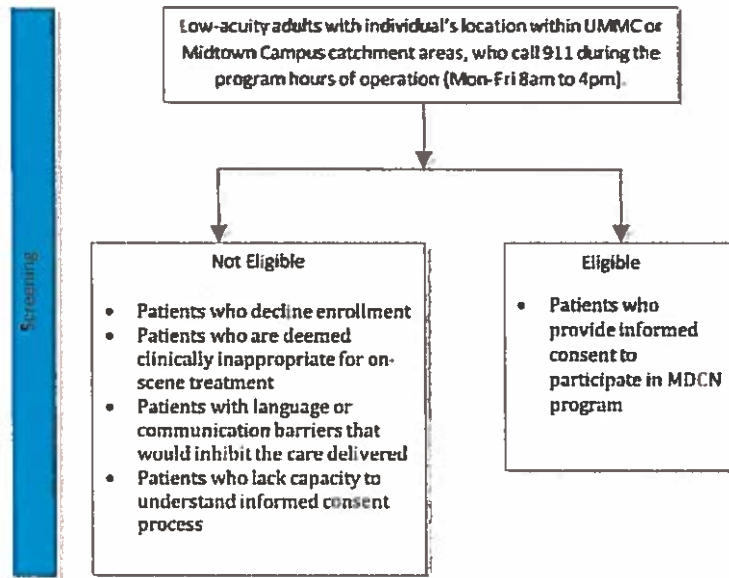 Low-acuity adults with individual's location within UMMC or
Midtown Campus catchment areas, who call 911 during the
program hours of operation (Mon-Fri 8am to 4pm).
Screening
Not Eligible
• Patients who decline enrollment
• Patients who are deemed
clinically inappropriate for on-
scene treatment
• Patients with language or
communication barriers that
would inhibit the care delivered
• Patients who lack capacity to
understand informed consent
process
Eligible
• Patients who
provide informed
consent to
participate in MDCN
program